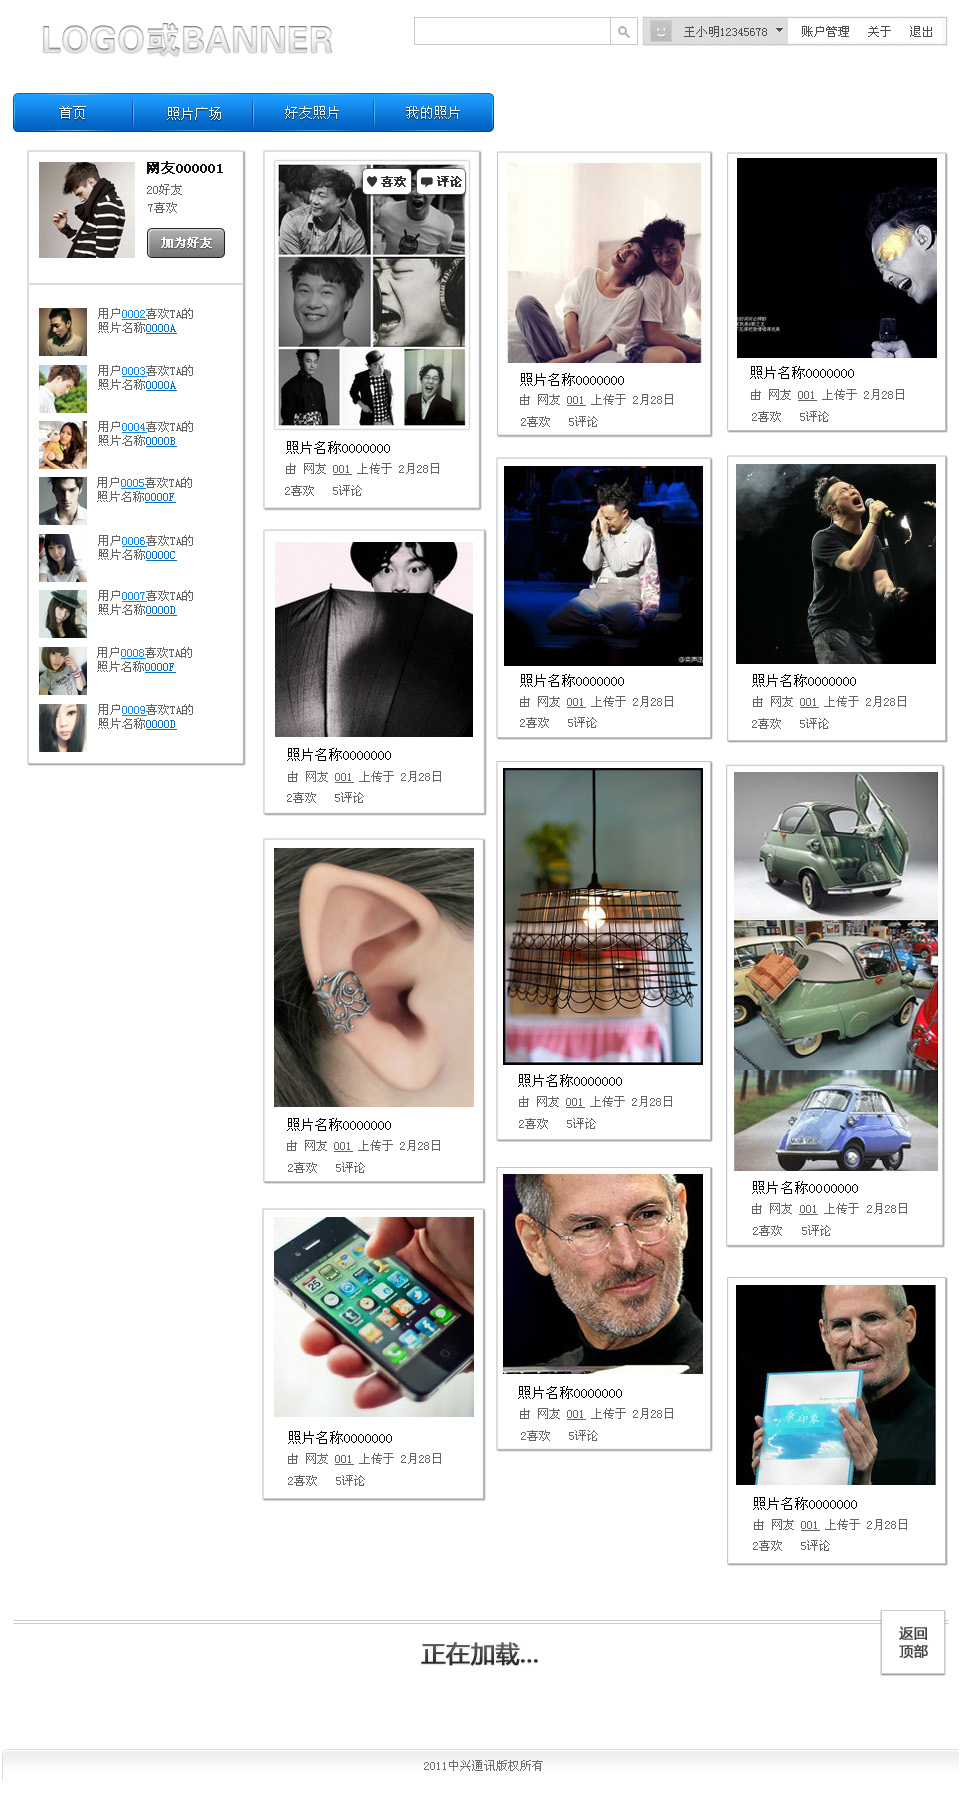 LOGO或BANNER
王小明12345678
账户管理 关于 退出
首页 照片广场 好友照片 我的照片
网友000001
20好友
7喜欢
加为好友
用户0002喜欢TA的
照片名称0000A
用户0003喜欢TA的
照片名称0000A
用户0004喜欢TA的
照片名称0000B
用户0005喜欢TA的
照片名称0000F
用户0006喜欢TA的
照片名称0000C
用户0007喜欢TA的
照片名称0000D
用户0008喜欢TA的
照片名称0000F
用户0009喜欢TA的
照片名称0000D
喜欢 评论
照片名称0000000
由 网友 001 上传于 2月28日
2喜欢 5评论
照片名称0000000
由 网友 001 上传于 2月28日
2喜欢 5评论
照片名称0000000
由 网友 001 上传于 2月28日
2喜欢 5评论
照片名称0000000
由 网友 001 上传于 2月28日
2喜欢 5评论
照片名称0000000
由 网友 001 上传于 2月28日
2喜欢 5评论
照片名称0000000
由 网友 001 上传于 2月28日
2喜欢 5评论
照片名称0000000
由 网友 001 上传于 2月28日
2喜欢 5评论
照片名称0000000
由 网友 001 上传于 2月28日
2喜欢 5评论
照片名称0000000
由 网友 001 上传于 2月28日
2喜欢 5评论
照片名称0000000
由 网友 001 上传于 2月28日
2喜欢 5评论
照片名称0000000
由 网友 001 上传于 2月28日
2喜欢 5评论
照片名称0000000
由 网友 001 上传于 2月28日
2喜欢 5评论
正在加载...
返回
顶部
2011中兴通讯版权所有